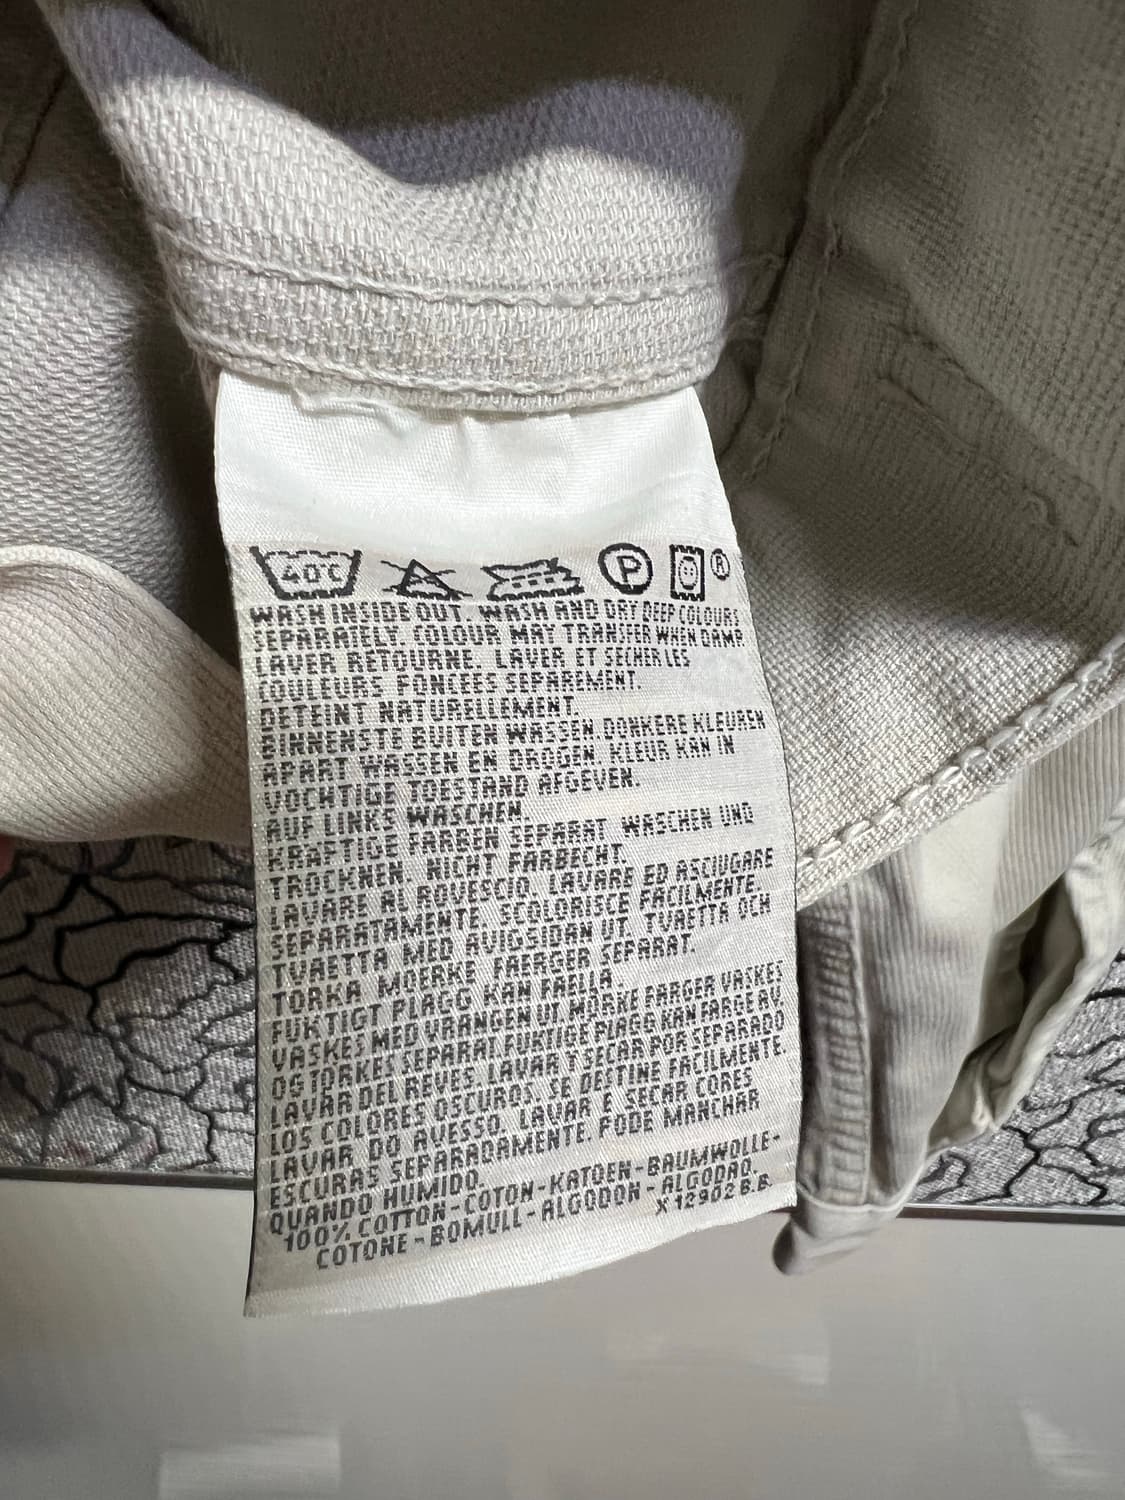 40°C P ®
WASH INSIDE OUT. WASH AND DRY DEEP COLOURS
SEPARATELY. COLOUR MAY TRANSFER WHEN DAMP
LAVER RETOURNE. LAVER ET SECHER LES
COULEURS FONCEES SEPAREMENT.
DETEINT NATURELLEMENT.
BINNENSTE BUITEN WASSEN. DONKERE KLEUREN
APART WASSEN EN DROGEN. KLEUR KAN IN
VOCHTIGE TOESTAND AFGEVEN.
AUF LINKS WASCHEN.
KRAFTIGE FARBEN SEPARAT WASCHEN UND
TROCKNEN. NICHT FARBECHT.
LAVARE AL ROVESCIO. LAVARE ED ASCIUGARE
SEPARATAMENTE. SCOLORISCE FACILMENTE.
TVAETTA MED AVIGSIDAN UT. TVAETTA OCH
TORKA MOERKE FAERGER SEPARAT.
FUKTIGT PLAGG KAN FAELLA.
VASKES MED VRANGEN UT. MORKE FARGER VASKES
OG TORKES SEPARAT. FUKTIGE PLAGG KAN FARGE AV.
LAVAR DEL REVES. LAVAR Y SECAR POR SEPARADO
LOS COLORES OSCUROS. SE DESTINE FACILMENTE.
LAVAR DO AVESSO. LAVAR E SECAR CORES
ESCURAS SEPARADAMENTE. PODE MANCHAR
QUANDO HUMIDO.
100% COTTON-COTON-KATOEN-BAUMWOLLE-
COTONE-BOMULL-ALGODON-ALGODAO.
X12902 B.B.